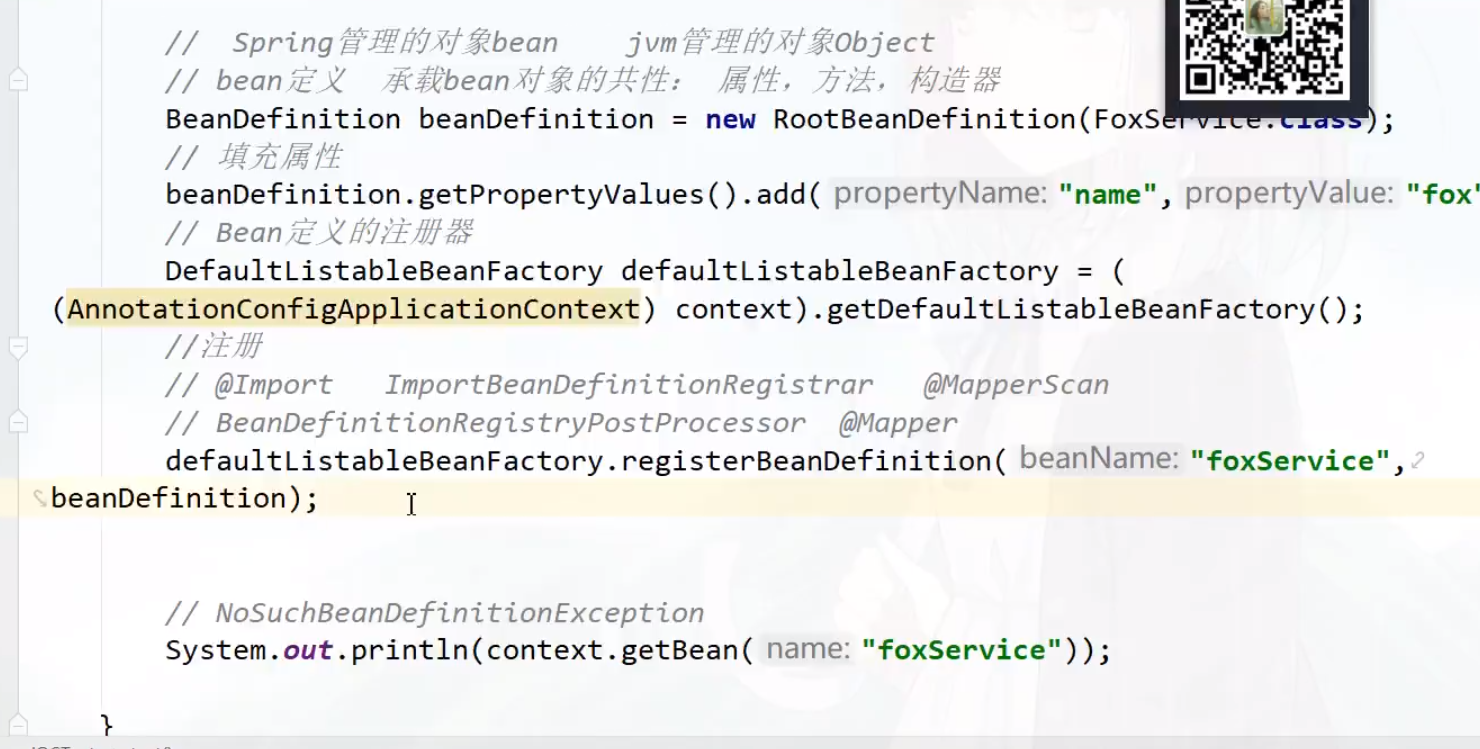 //  Spring管理的对象bean    jvm管理的对象Object
// bean定义  承载bean对象的共性： 属性，方法，构造器
BeanDefinition beanDefinition = new RootBeanDefinition(FoxService.class);
// 填充属性
beanDefinition.getPropertyValues().add( propertyName: "name", propertyValue: "fox"
// Bean定义的注册器
DefaultListableBeanFactory defaultListableBeanFactory = (
(AnnotationConfigApplicationContext) context).getDefaultListableBeanFactory();
//注册
// @Import   ImportBeanDefinitionRegistrar   @MapperScan
// BeanDefinitionRegistryPostProcessor  @Mapper
defaultListableBeanFactory.registerBeanDefinition( beanName: "foxService",
beanDefinition);
// NoSuchBeanDefinitionException
System.out.println(context.getBean( name: "foxService"));
}